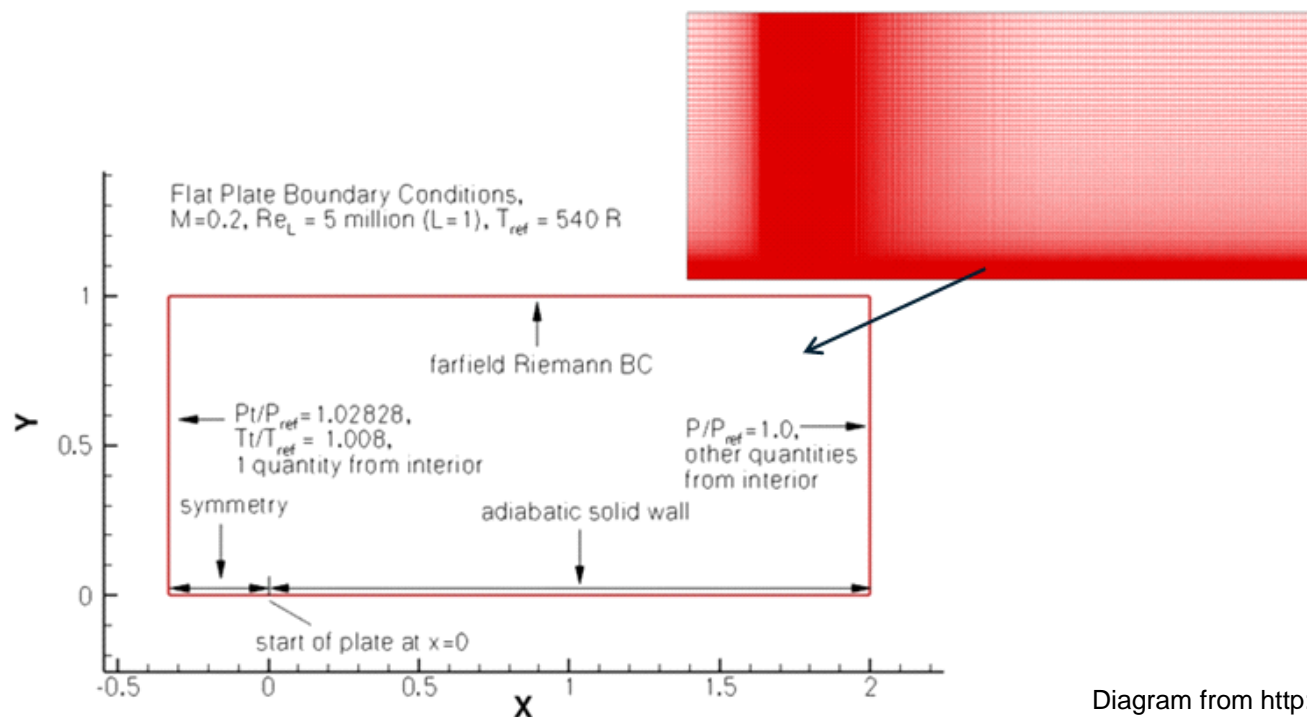 Flat Plate Boundary Conditions,
M=0.2, Re_L = 5 million (L=1), T_ref = 540 R
1
farfield Riemann BC
Y
Pt/P_ref=1.02828,
Tt/T_ref = 1.008,
1 quantity from interior
0.5
P/P_ref=1.0,
other quantities
from interior
symmetry
adiabatic solid wall
0
start of plate at x=0
-0.5
0
0.5
1
1.5
2
X
Diagram from http: